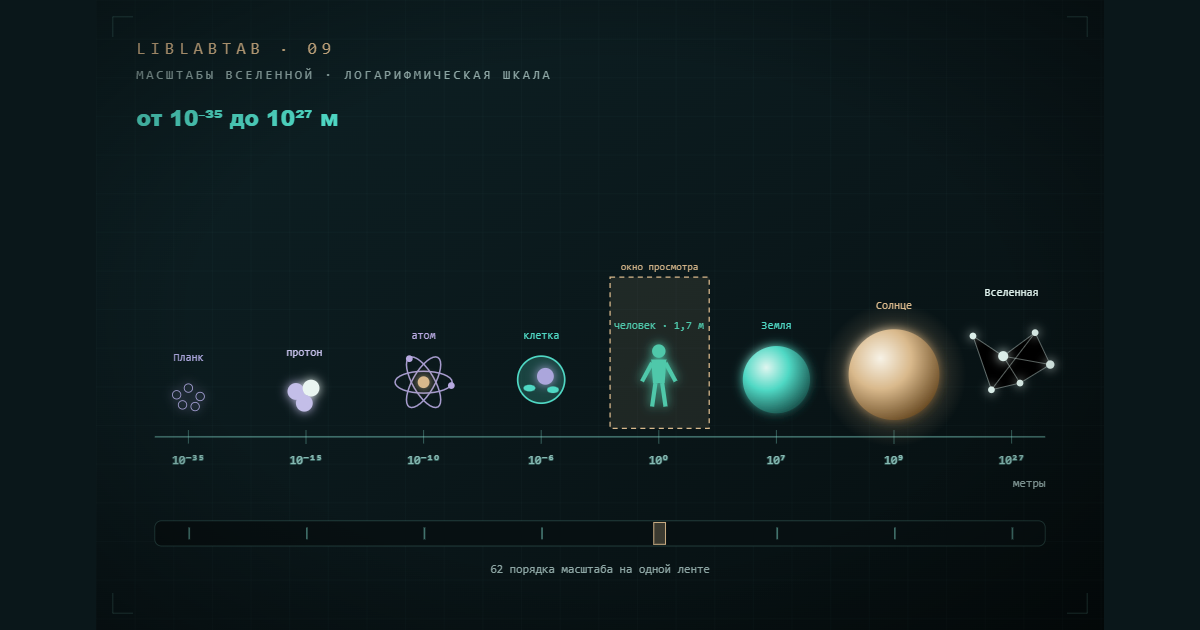 LIBLABTAB · 09
МАСШТАБЫ ВСЕЛЕННОЙ · ЛОГАРИФМИЧЕСКАЯ ШКАЛА
от 10⁻³⁵ до 10²⁷ м
окно просмотра
Вселенная
Солнце
человек · 1,7 м
Земля
атом
клетка
протон
Планк
10⁻³⁵ 10⁻¹⁵ 10⁻¹⁰ 10⁻⁶ 10⁰ 10⁷ 10⁹ 10²⁷
метры
62 порядка масштаба на одной ленте